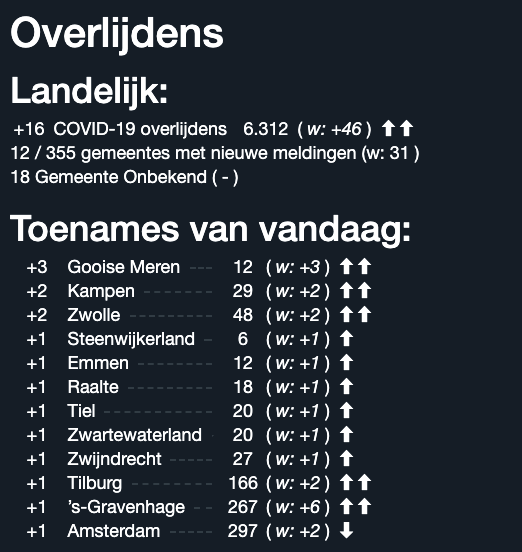 Overlijdens
Landelijk:
+16 COVID-19 overlijdens 6.312 ( w: +46 ) ⬆⬆
12 / 355 gemeentes met nieuwe meldingen (w: 31 )
18 Gemeente Onbekend ( - )
Toenames van vandaag:
+3 Gooise Meren --- 12 ( w: +3 ) ⬆⬆
+2 Kampen -------- 29 ( w: +2 ) ⬆⬆
+2 Zwolle --------- 48 ( w: +2 ) ⬆⬆
+1 Steenwijkerland - 6 ( w: +1 ) ⬆
+1 Emmen -------- 12 ( w: +1 ) ⬆
+1 Raalte --------- 18 ( w: +1 ) ⬆
+1 Tiel ------------ 20 ( w: +1 ) ⬆
+1 Zwartewaterland - 20 ( w: +1 ) ⬆
+1 Zwijndrecht ----- 27 ( w: +1 ) ⬆
+1 Tilburg --------- 166 ( w: +2 ) ⬆⬆
+1 's-Gravenhage -- 267 ( w: +6 ) ⬆⬆
+1 Amsterdam ----- 297 ( w: +2 ) ⬇